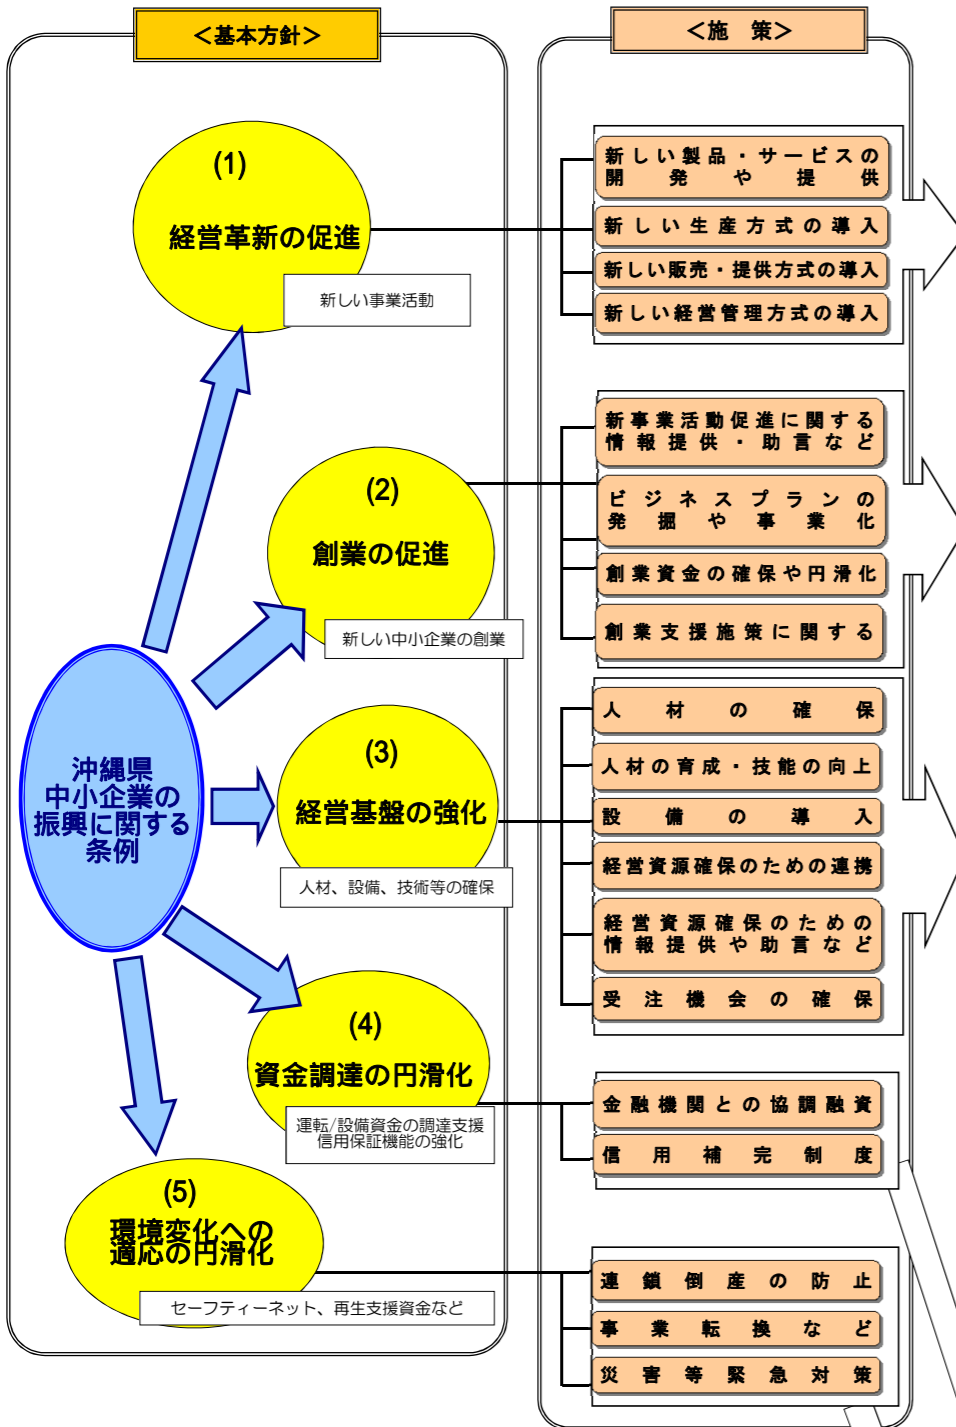 ＜基本方針＞
＜施　策＞
(1)
経営革新の促進
新しい事業活動
新しい製品・サービスの
開発や提供
新しい生産方式の導入
新しい販売・提供方式の導入
新しい経営管理方式の導入
(2)
創業の促進
新しい中小企業の創業
新事業活動促進に関する
情報提供・助言など
ビジネスプランの
発掘や事業化
創業資金の確保や円滑化
創業支援施策に関する
沖縄県
中小企業の
振興に関する
条例
(3)
経営基盤の強化
人材、設備、技術等の確保
人材の確保
人材の育成・技能の向上
設備の導入
経営資源確保のための連携
経営資源確保のための
情報提供や助言など
受注機会の確保
(4)
資金調達の円滑化
運転/設備資金の調達支援
信用保証機能の強化
金融機関との協調融資
信用補完制度
(5)
環境変化への
適応の円滑化
セーフティーネット、再生支援資金など
連鎖倒産の防止
事業転換など
災害等緊急対策